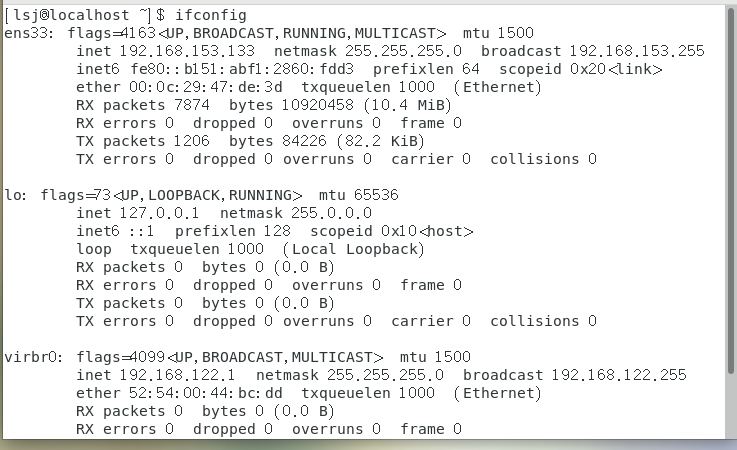 [lsj@localhost ~]$ ifconfig
ens33: flags=4163<UP,BROADCAST,RUNNING,MULTICAST>  mtu 1500
        inet 192.168.153.133  netmask 255.255.255.0  broadcast 192.168.153.255
        inet6 fe80::b151:abf1:2860:fdd3  prefixlen 64  scopeid 0x20<link>
        ether 00:0c:29:47:de:3d  txqueuelen 1000  (Ethernet)
        RX packets 7874  bytes 10920458 (10.4 MiB)
        RX errors 0  dropped 0  overruns 0  frame 0
        TX packets 1206  bytes 84226 (82.2 KiB)
        TX errors 0  dropped 0 overruns 0  carrier 0  collisions 0
lo: flags=73<UP,LOOPBACK,RUNNING>  mtu 65536
        inet 127.0.0.1  netmask 255.0.0.0
        inet6 ::1  prefixlen 128  scopeid 0x10<host>
        loop  txqueuelen 1000  (Local Loopback)
        RX packets 0  bytes 0 (0.0 B)
        RX errors 0  dropped 0  overruns 0  frame 0
        TX packets 0  bytes 0 (0.0 B)
        TX errors 0  dropped 0 overruns 0  carrier 0  collisions 0
virbr0: flags=4099<UP,BROADCAST,MULTICAST>  mtu 1500
        inet 192.168.122.1  netmask 255.255.255.0  broadcast 192.168.122.255
        ether 52:54:00:44:bc:dd  txqueuelen 1000  (Ethernet)
        RX packets 0  bytes 0 (0.0 B)
        RX errors 0  dropped 0  overruns 0  frame 0